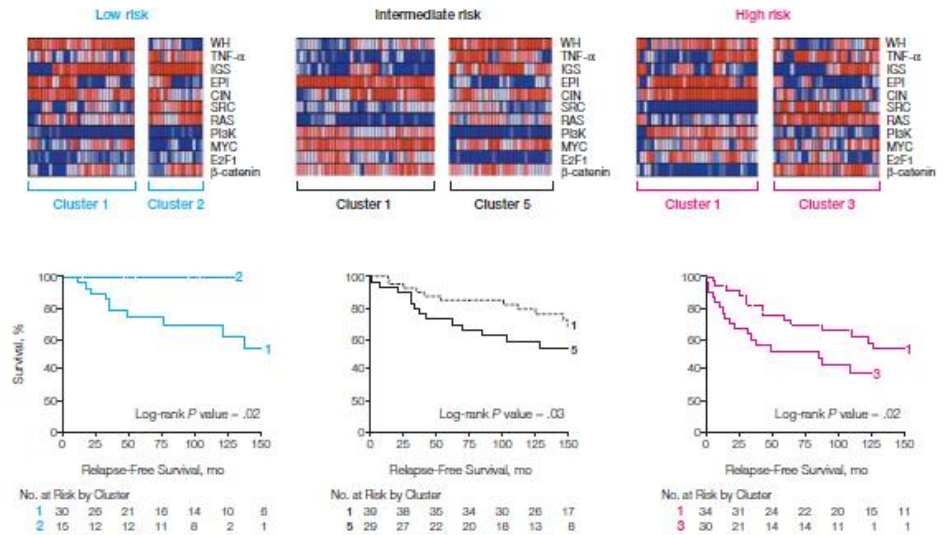 Low risk
Intermediate risk
High risk
WH
TNF-α
IGS
EPI
CIN
SRC
RAS
PI3K
MYC
E2F1
β-catenin
WH
TNF-α
IGS
EPI
CIN
SRC
RAS
PI3K
MYC
E2F1
β-catenin
WH
TNF-α
IGS
EPI
CIN
SRC
RAS
PI3K
MYC
E2F1
β-catenin
Cluster 1 Cluster 2
Cluster 1 Cluster 5
Cluster 1 Cluster 3
Survival, %
100
80
60
40
50
0
2
1
Log-rank P value – .02
0 25 50 75 100 125 150
Relapse-Free Survival, mo
No. at Risk by Cluster
1 30 26 21 16 14 10 6
2 15 12 12 11 8 2 1
100
80
60
40
50
0
1
5
Log-rank P value – .03
0 25 50 75 100 125 150
Relapse-Free Survival, mo
No. at Risk by Cluster
1 39 38 35 34 30 26 17
5 29 27 22 20 18 13 8
100
80
60
40
50
0
1
3
Log-rank P value – .02
0 25 50 75 100 125 150
Relapse-Free Survival, mo
No. at Risk by Cluster
1 34 31 24 22 20 15 11
3 30 21 14 14 11 1 1